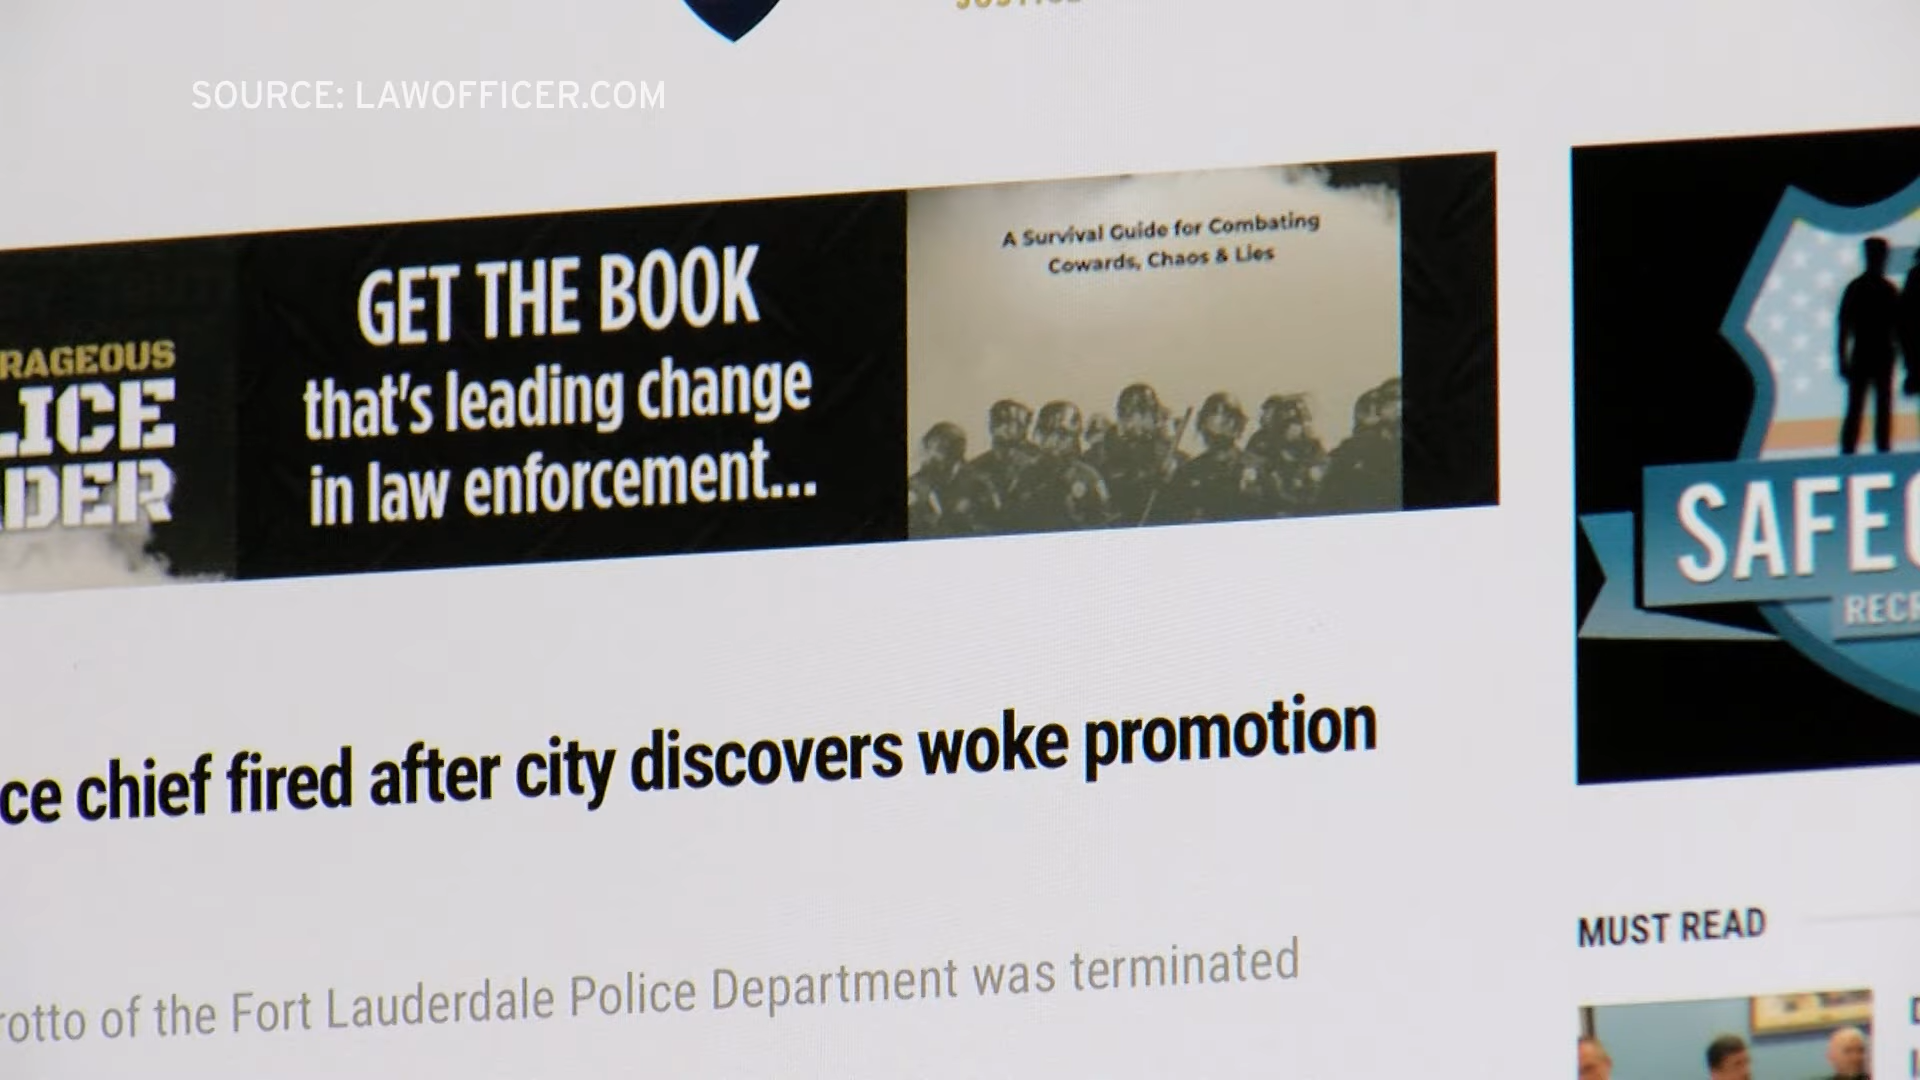 SOURCE: LAWOFFICER.COM
A Survival Guide for Combating
Cowards, Chaos & Lies
GET THE BOOK
that's leading change
in law enforcement...
RAGEOUS
LICE
ADER
SAFE
RECR
ce chief fired after city discovers woke promotion
MUST READ
rotto of the Fort Lauderdale Police Department was terminated